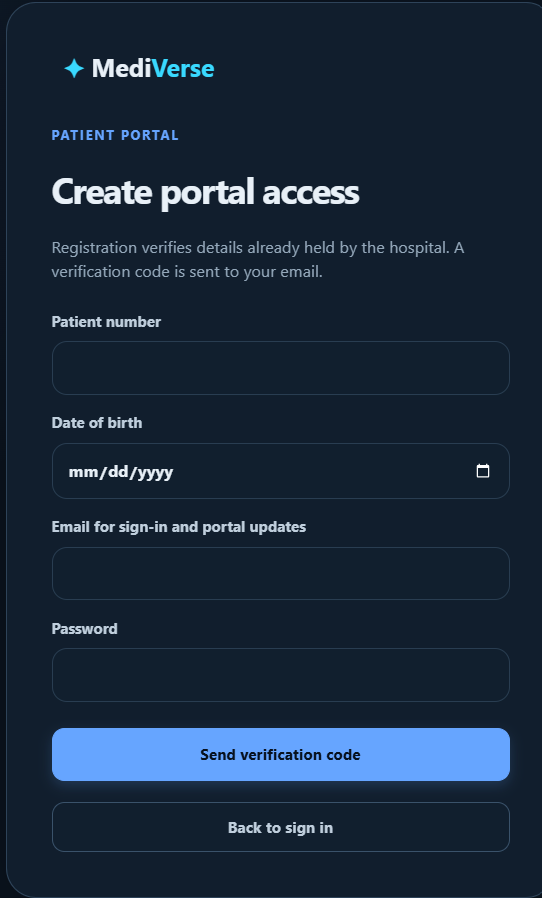 MediVerse
PATIENT PORTAL
Create portal access
Registration verifies details already held by the hospital. A
verification code is sent to your email.
Patient number
Date of birth
mm/dd/yyyy
Email for sign-in and portal updates
Password
Send verification code
Back to sign in